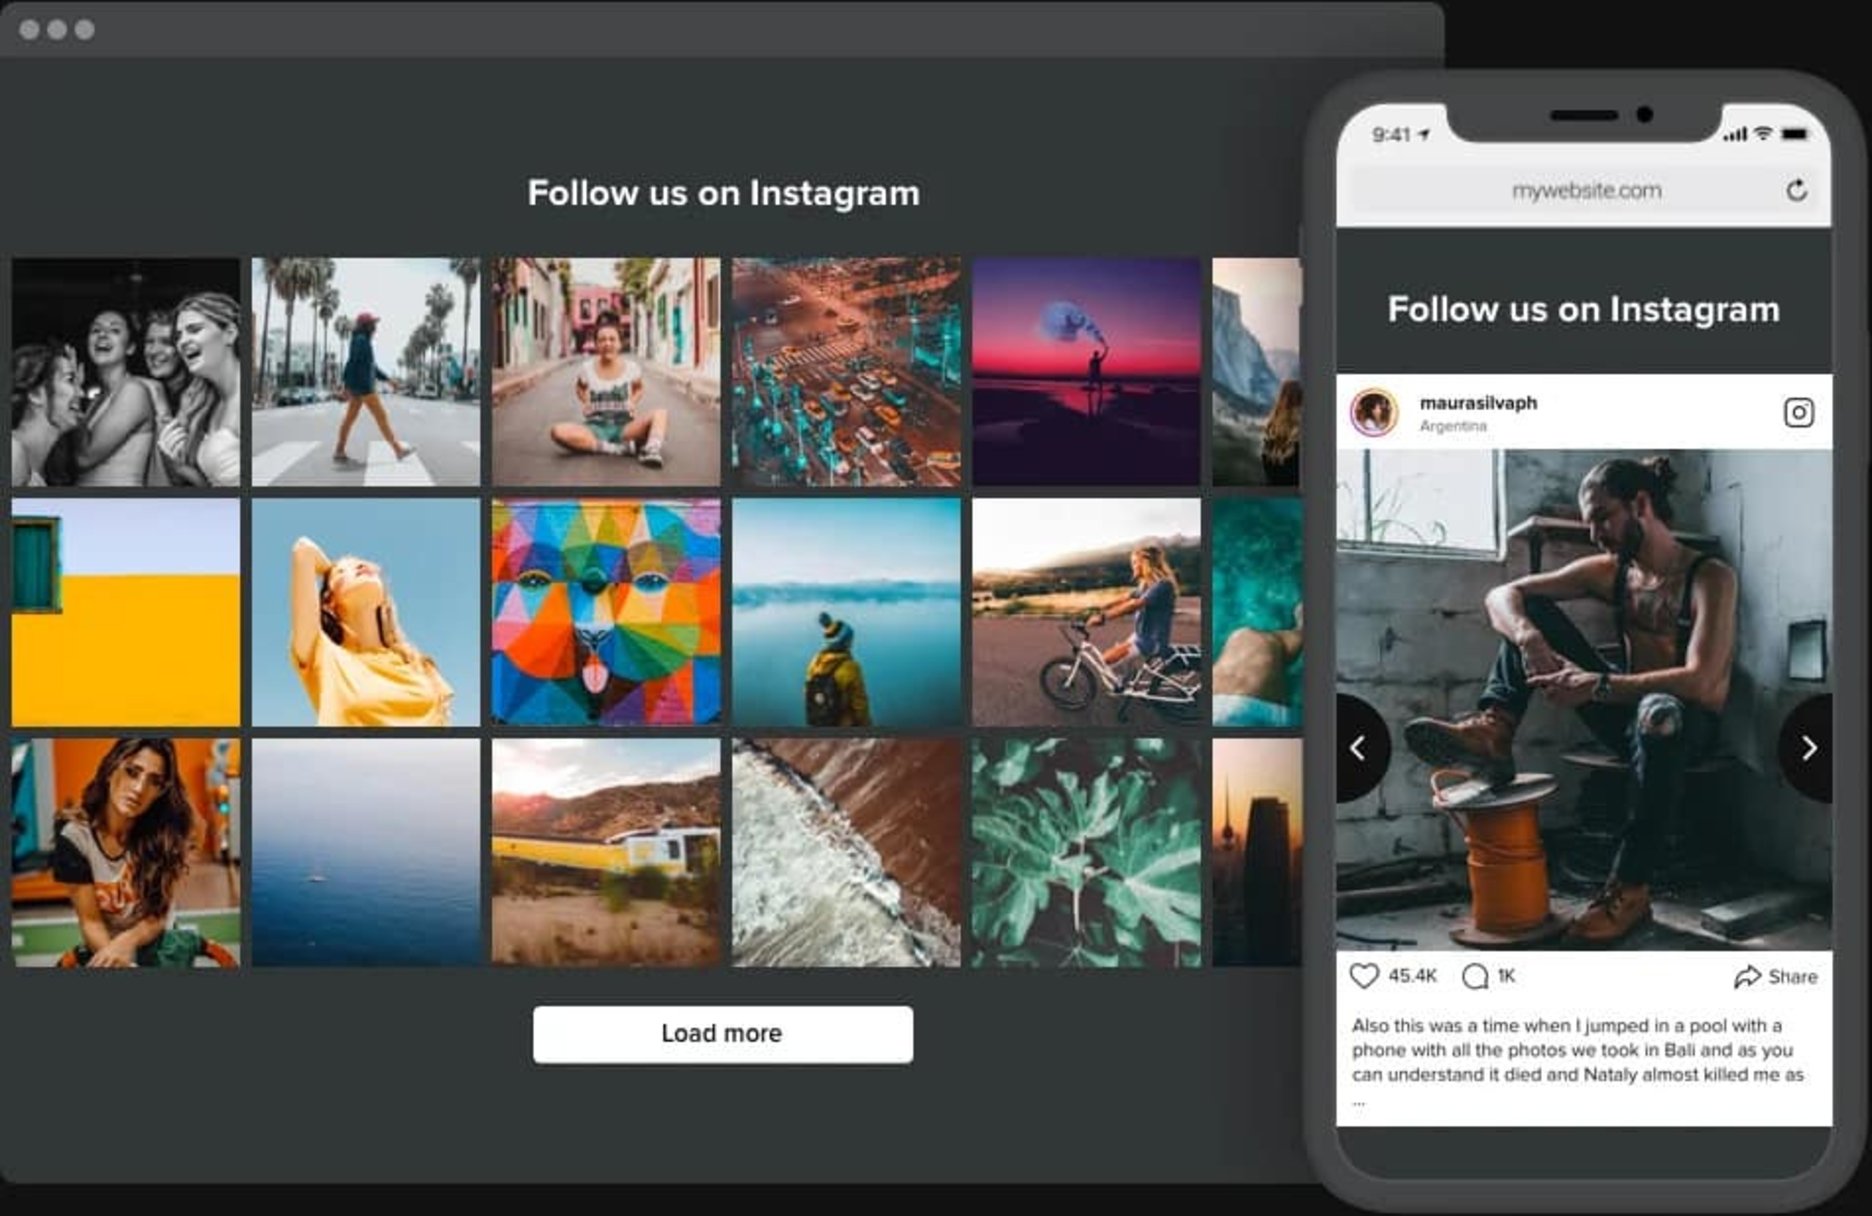 Follow us on Instagram
Load more
9:41
mywebsite.com
Follow us on Instagram
maurasilvaph
Argentina
45.4K 1K Share
Also this was a time when I jumped in a pool with a
phone with all the photos we took in Bali and as you
can understand it died and Nataly almost killed me as
...